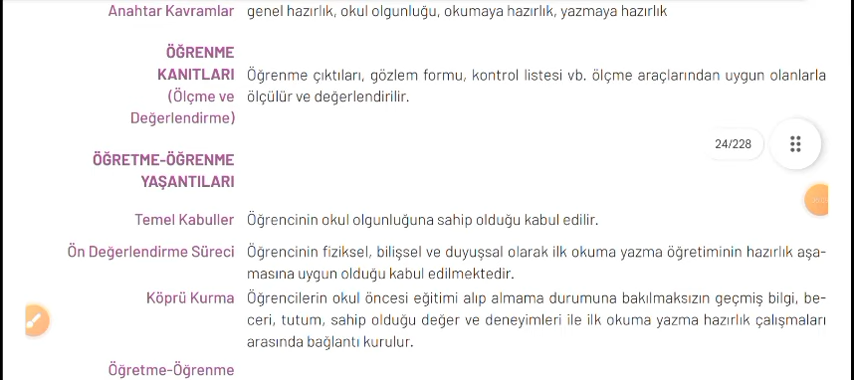 Anahtar Kavramlar genel hazırlık, okul olgunluğu, okumaya hazırlık, yazmaya hazırlık
ÖĞRENME
KANITLARI Öğrenme çıktıları, gözlem formu, kontrol listesi vb. ölçme araçlarından uygun olanlarla
(Ölçme ve ölçülür ve değerlendirilir.
Değerlendirme)
24/228
ÖĞRETME-ÖĞRENME
YAŞANTILARI
Temel Kabuller Öğrencinin okul olgunluğuna sahip olduğu kabul edilir.
Ön Değerlendirme Süreci Öğrencinin fiziksel, bilişsel ve duyuşsal olarak ilk okuma yazma öğretiminin hazırlık aşa-
masına uygun olduğu kabul edilmektedir.
Köprü Kurma Öğrencilerin okul öncesi eğitimi alıp almama durumuna bakılmaksızın geçmiş bilgi, be-
ceri, tutum, sahip olduğu değer ve deneyimleri ile ilk okuma yazma hazırlık çalışmaları
arasında bağlantı kurulur.
Öğretme-Öğrenme